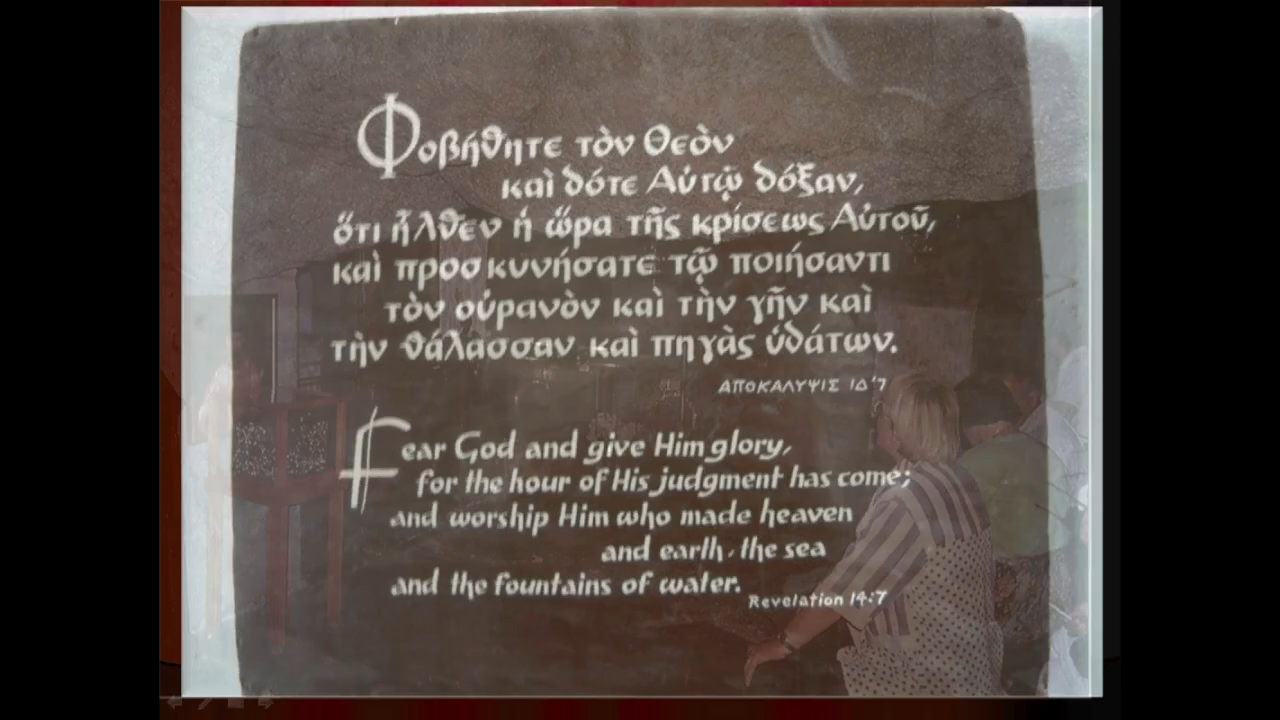 Φοβήθητε τὸν Θεὸν
καὶ δότε Αὐτῷ δόξαν,
ὅτι ἦλθεν ἡ ὥρα τῆς κρίσεως Αὐτοῦ,
καὶ προσκυνήσατε τῷ ποιήσαντι
τὸν οὐρανὸν καὶ τὴν γῆν καὶ
τὴν θάλασσαν καὶ πηγὰς ὑδάτων.
ΑΠΟΚΑΛΥΨΙΣ ΙΔ'7
Fear God and give Him glory,
for the hour of His judgment has come;
and worship Him who made heaven
and earth, the sea
and the fountains of water.
Revelation 14:7